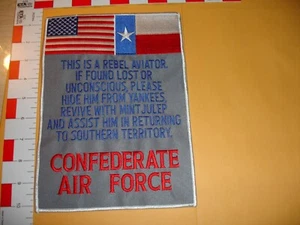 THIS IS A REBEL AVIATOR.
IF FOUND LOST OR
UNCONSCIOUS, PLEASE
HIDE HIM FROM YANKEES,
REVIVE WITH MINT JULEP
AND ASSIST HIM IN RETURNING
TO SOUTHERN TERRITORY.
CONFEDERATE
AIR FORCE